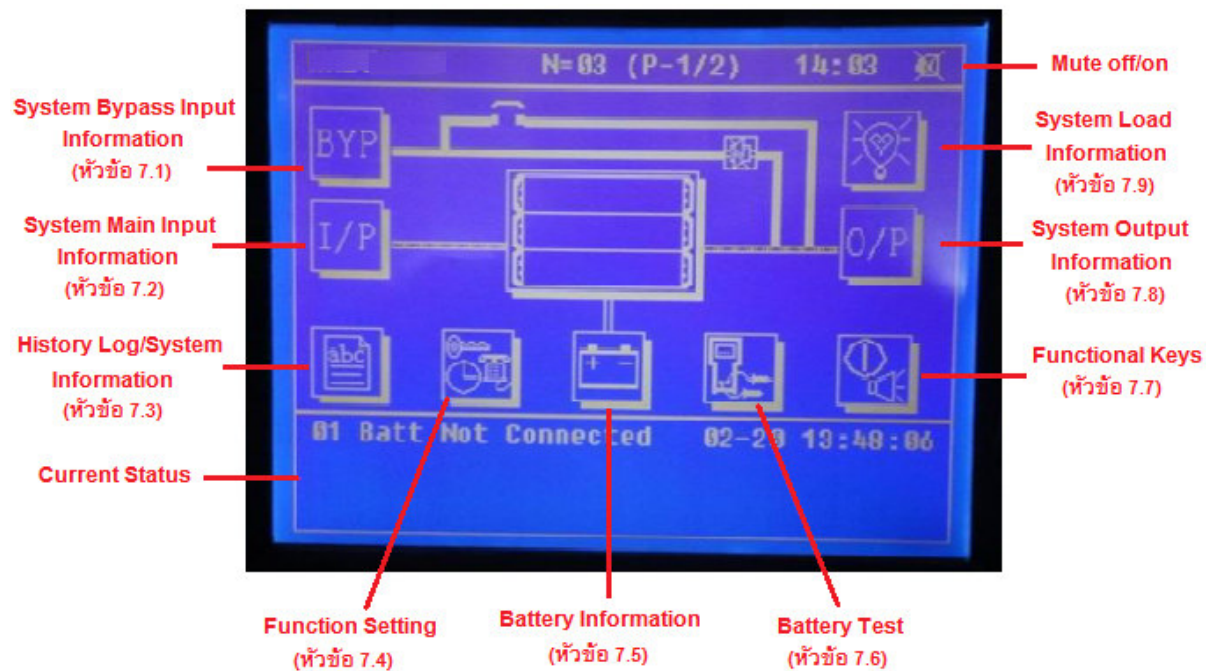 N=03 (P-1/2) 14:03
Mute off/on
System Bypass Input
Information
(หัวข้อ 7.1)
BYP
System Load
Information
(หัวข้อ 7.9)
System Main Input
Information
(หัวข้อ 7.2)
I/P
O/P
System Output
Information
(หัวข้อ 7.8)
History Log/System
Information
(หัวข้อ 7.3)
abc
+ −
Functional Keys
(หัวข้อ 7.7)
01 Batt Not Connected 02-20 13:48:06
Current Status
Function Setting
(หัวข้อ 7.4)
Battery Information
(หัวข้อ 7.5)
Battery Test
(หัวข้อ 7.6)